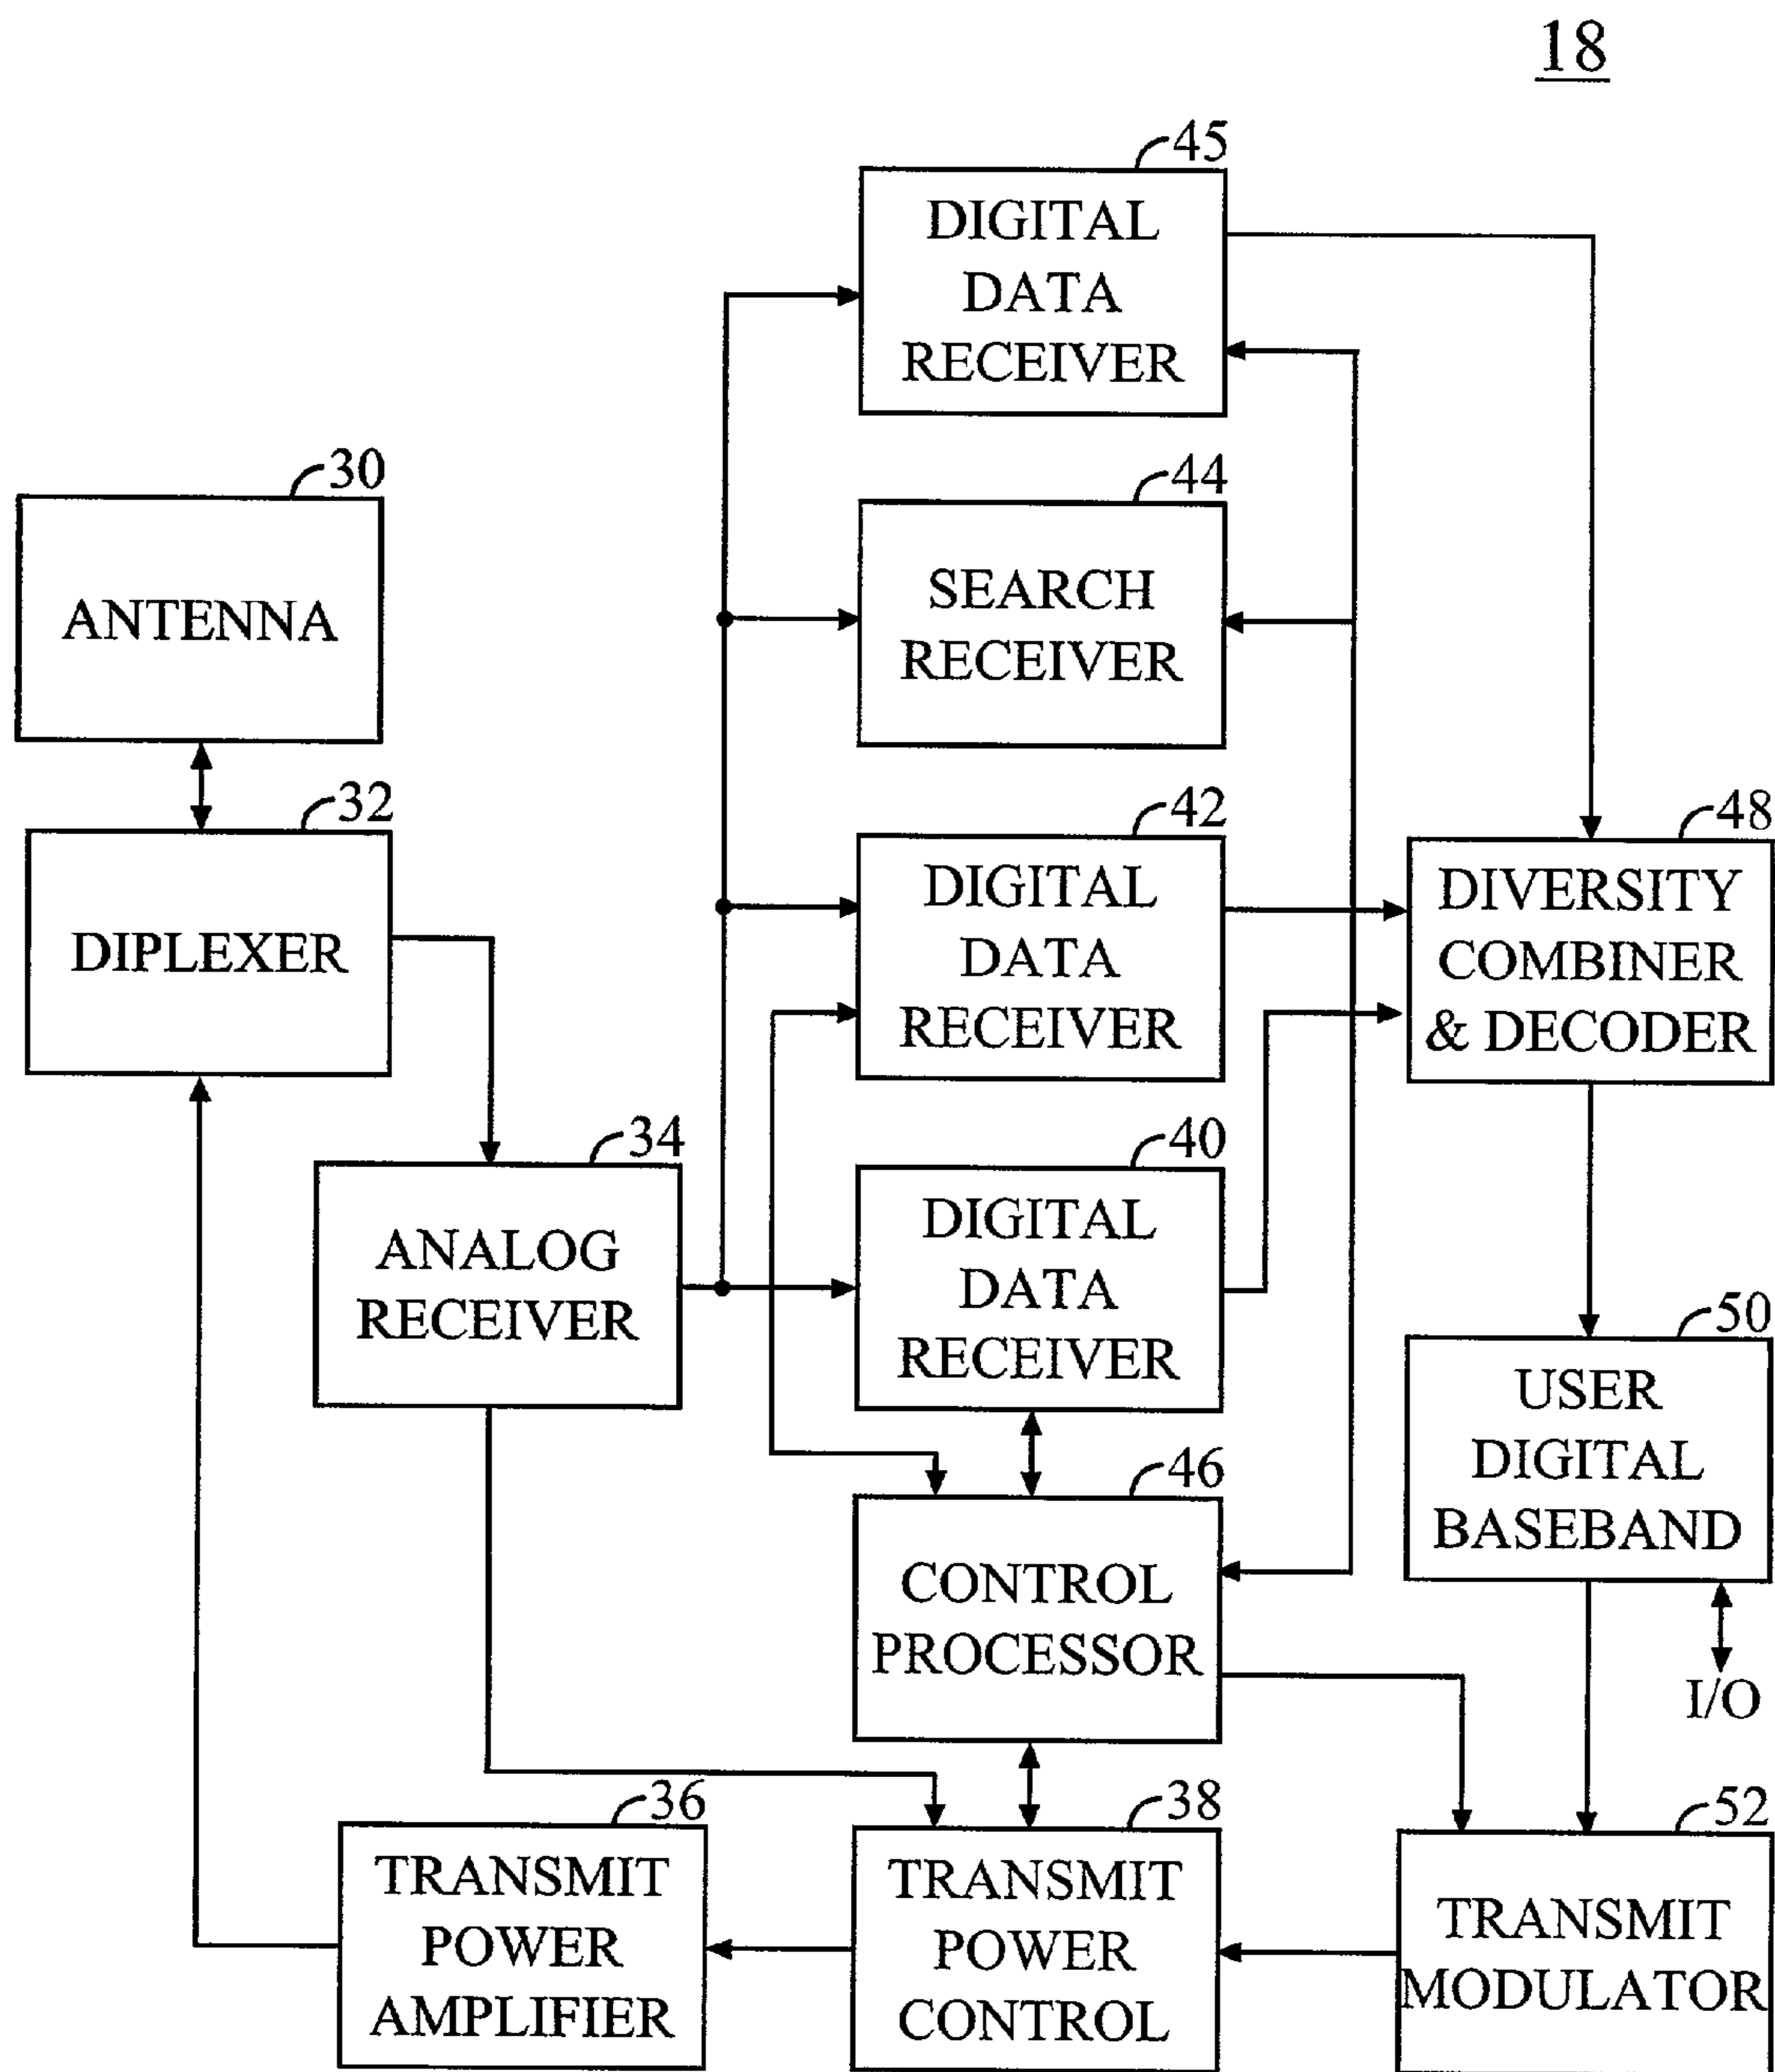 18
45
DIGITAL
DATA
RECEIVER
30
ANTENNA
44
SEARCH
RECEIVER
32
DIPLEXER
42
DIGITAL
DATA
RECEIVER
48
DIVERSITY
COMBINER
& DECODER
34
ANALOG
RECEIVER
40
DIGITAL
DATA
RECEIVER
50
USER
DIGITAL
BASEBAND
I/O
46
CONTROL
PROCESSOR
36
TRANSMIT
POWER
AMPLIFIER
38
TRANSMIT
POWER
CONTROL
52
TRANSMIT
MODULATOR